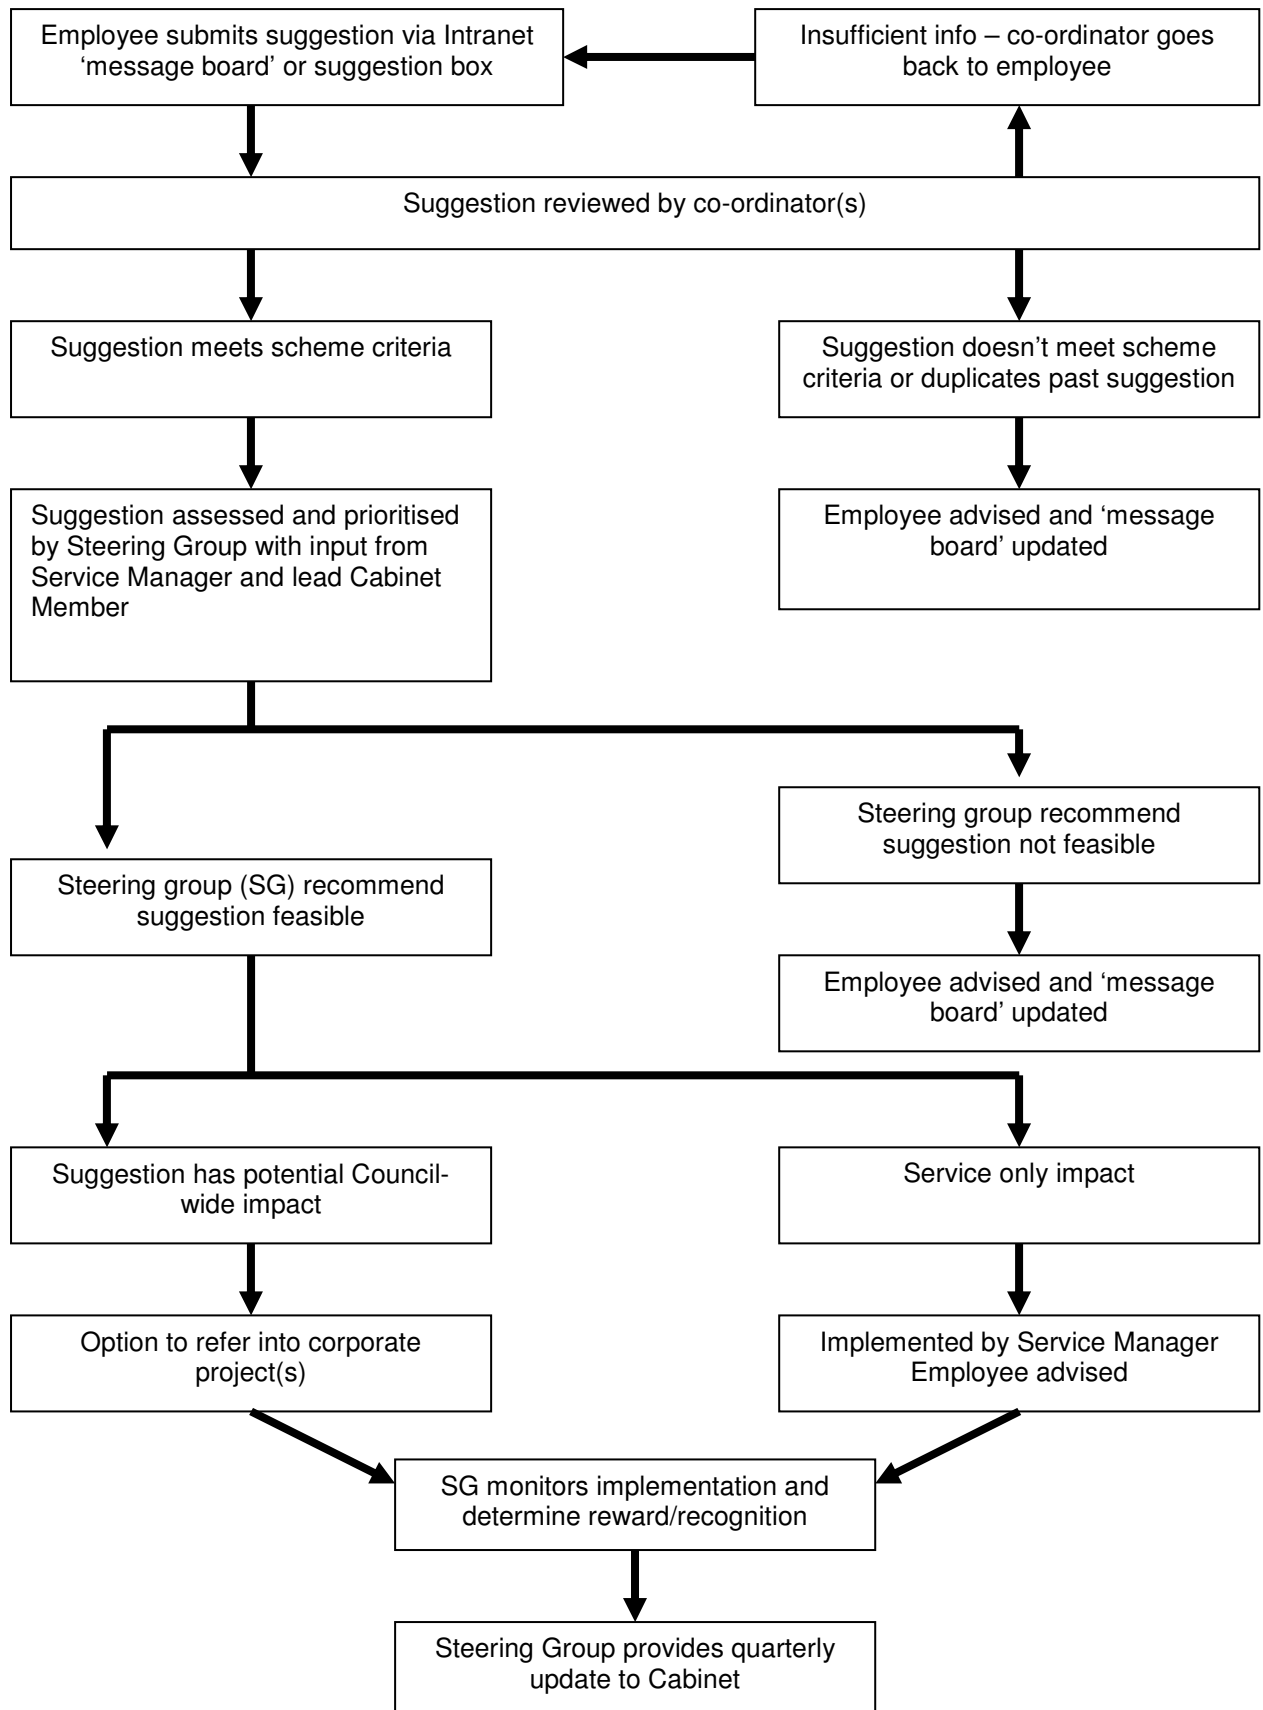 Employee submits suggestion via Intranet
‘message board’ or suggestion box
Insufficient info – co-ordinator goes
back to employee
Suggestion reviewed by co-ordinator(s)
Suggestion meets scheme criteria
Suggestion doesn’t meet scheme
criteria or duplicates past suggestion
Suggestion assessed and prioritised
by Steering Group with input from
Service Manager and lead Cabinet
Member
Employee advised and ‘message
board’ updated
Steering group recommend
suggestion not feasible
Steering group (SG) recommend
suggestion feasible
Employee advised and ‘message
board’ updated
Suggestion has potential Council-
wide impact
Service only impact
Option to refer into corporate
project(s)
Implemented by Service Manager
Employee advised
SG monitors implementation and
determine reward/recognition
Steering Group provides quarterly
update to Cabinet